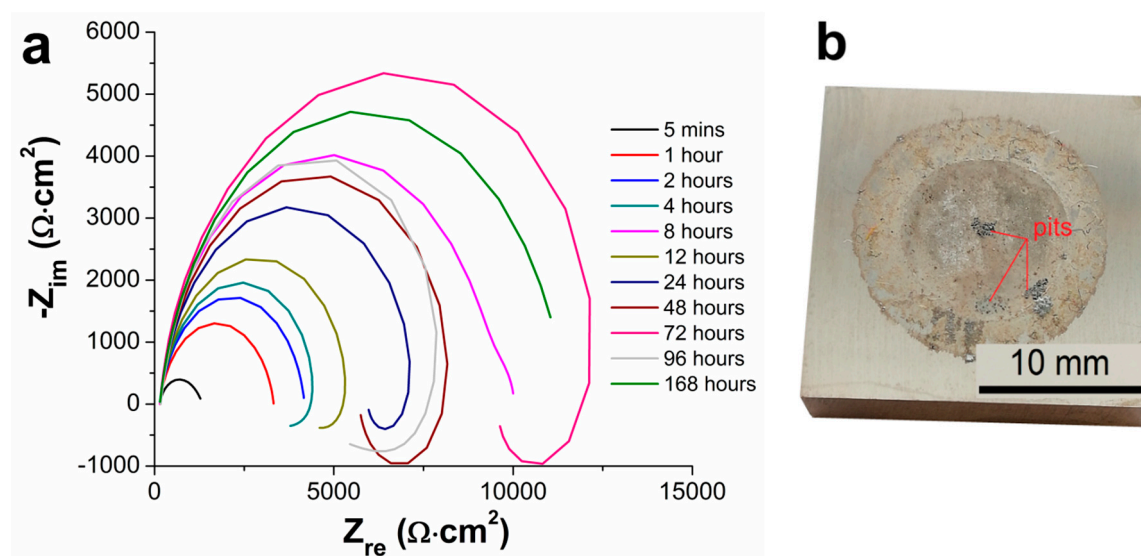 a
6000
5000
4000
3000
2000
1000
0
-1000
-Z_im (Ω·cm²)
0
5000
10000
15000
Z_re (Ω·cm²)
5 mins
1 hour
2 hours
4 hours
8 hours
12 hours
24 hours
48 hours
72 hours
96 hours
168 hours
b
pits
10 mm